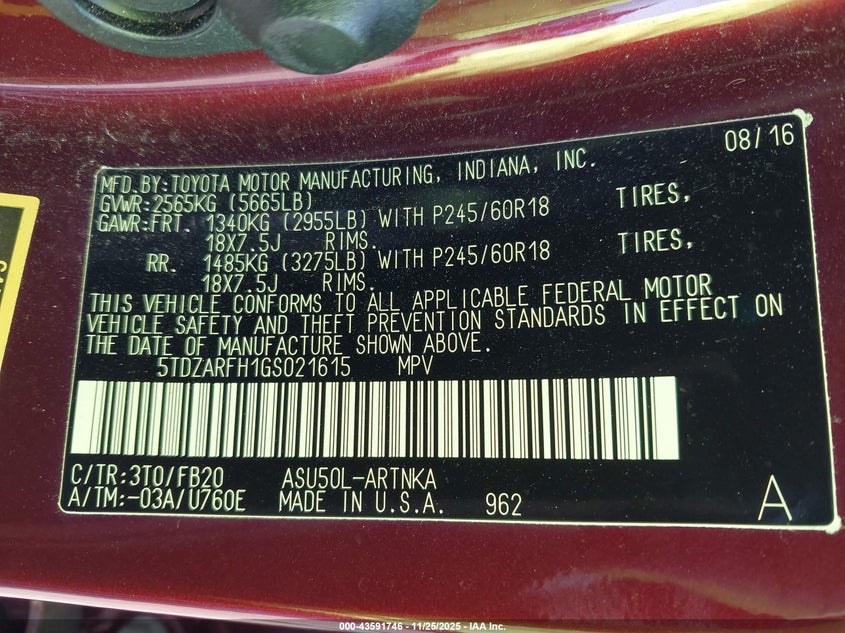 08/16
MFD.BY:TOYOTA MOTOR MANUFACTURING, INDIANA, INC.
GVWR:2565KG (5665LB)
GAWR:FRT. 1340KG (2955LB) WITH P245/60R18 TIRES,
18X7.5J RIMS.
RR. 1485KG (3275LB) WITH P245/60R18 TIRES,
18X7.5J RIMS.
THIS VEHICLE CONFORMS TO ALL APPLICABLE FEDERAL MOTOR
VEHICLE SAFETY AND THEFT PREVENTION STANDARDS IN EFFECT ON
THE DATE OF MANUFACTURE SHOWN ABOVE.
5TDZARFH1GS021615 MPV
C/TR:3T0/FB20 ASU50L-ARTNKA
A/TM:-03A/U760E MADE IN U.S.A. 962 A
000-43591746 - 11/25/2025 - IAA Inc.